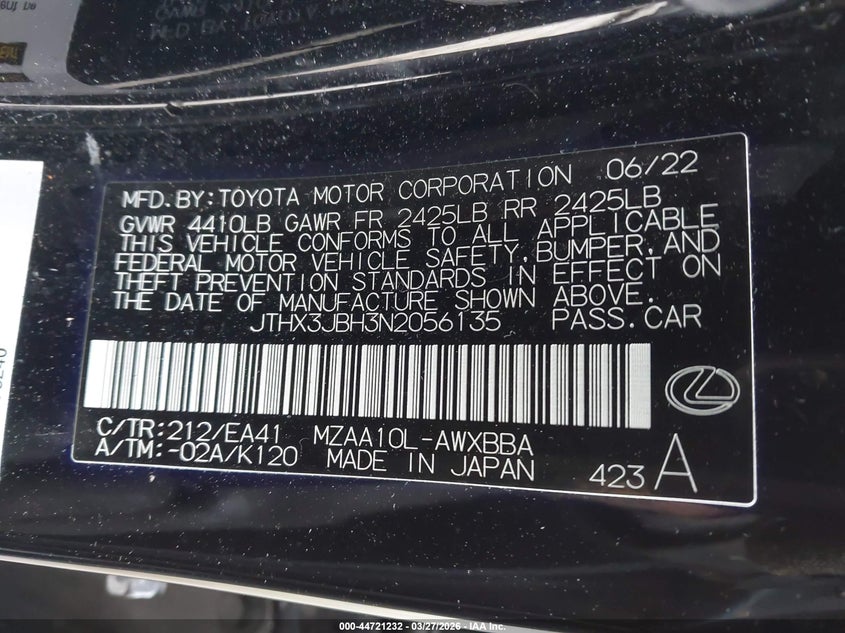 MFD.BY:TOYOTA MOTOR CORPORATION 06/22
GVWR 4410LB GAWR FR 2425LB RR 2425LB
THIS VEHICLE CONFORMS TO ALL APPLICABLE
FEDERAL MOTOR VEHICLE SAFETY,BUMPER,AND
THEFT PREVENTION STANDARDS IN EFFECT ON
THE DATE OF MANUFACTURE SHOWN ABOVE.
JTHX3JBH3N2056135 PASS.CAR
C/TR:212/EA41 MZAA10L-AWXBBA
A/TM:-02A/K120 MADE IN JAPAN 423 A
000-44721232 - 03/27/2026 - IAA Inc.